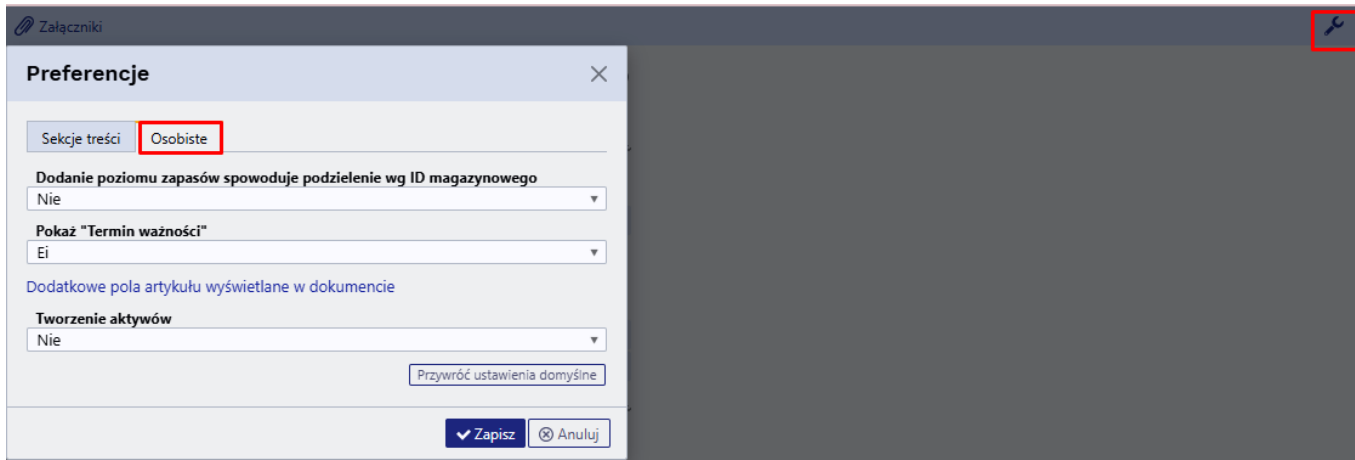 Załączniki
Preferencje
Sekcje treści
Osobiste
Dodanie poziomu zapasów spowoduje podzielenie wg ID magazynowego
Nie
Pokaż "Termin ważności"
Ei
Dodatkowe pola artykułu wyświetlane w dokumencie
Tworzenie aktywów
Nie
Przywróć ustawienia domyślne
Zapisz
Anuluj